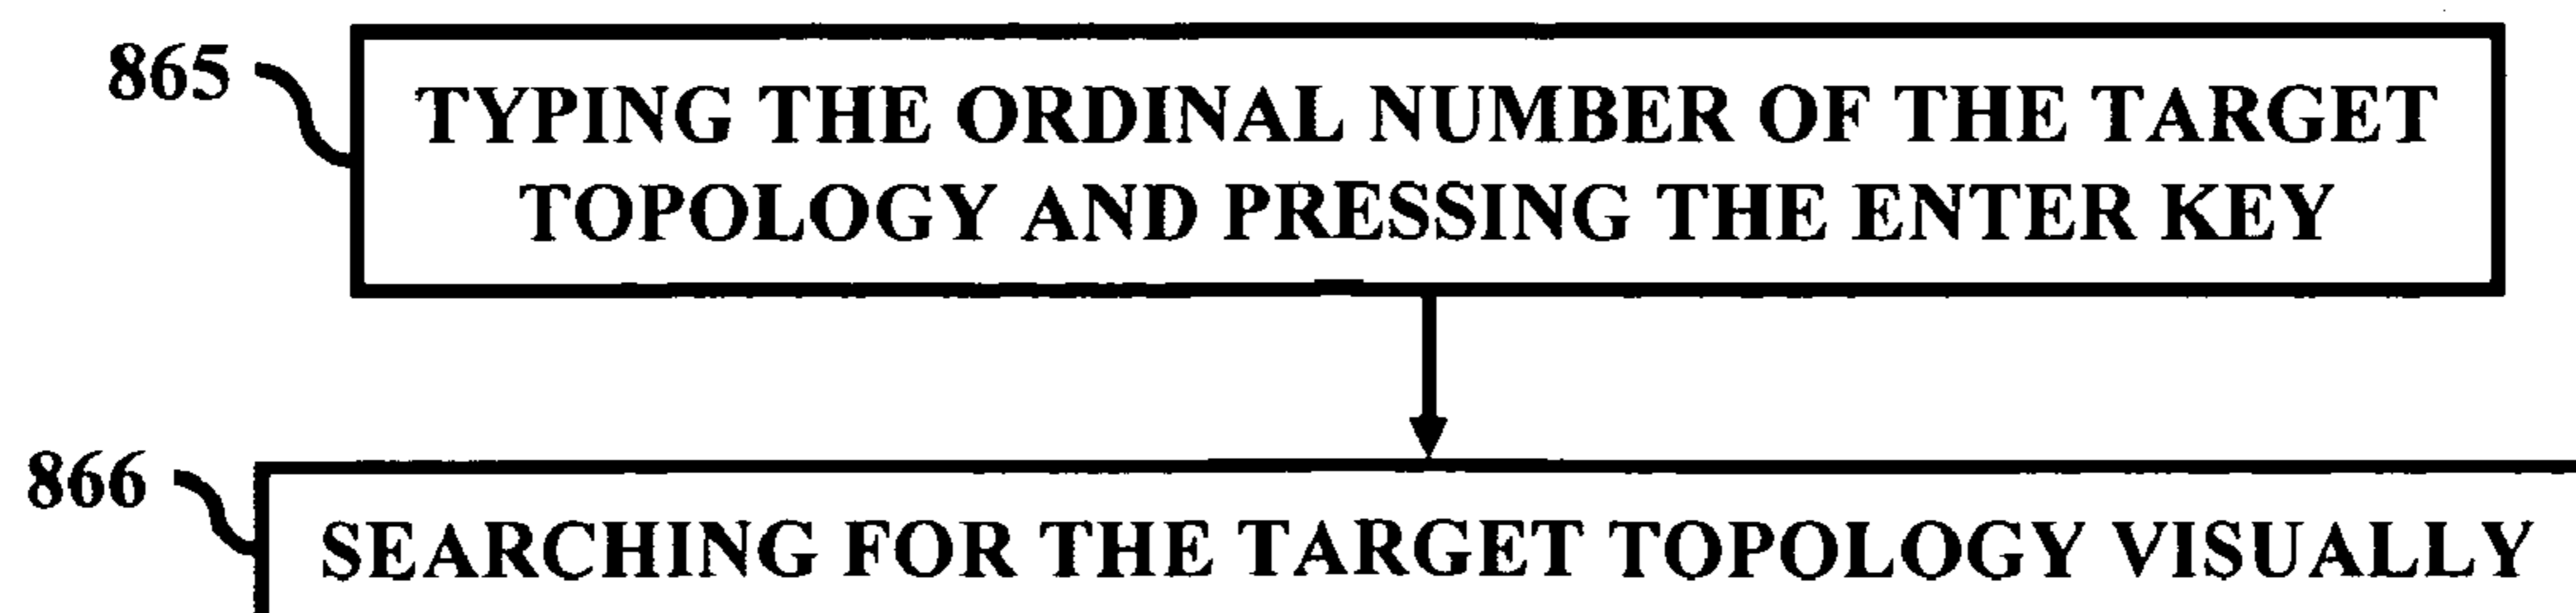 865
TYPING THE ORDINAL NUMBER OF THE TARGET
TOPOLOGY AND PRESSING THE ENTER KEY
866
SEARCHING FOR THE TARGET TOPOLOGY VISUALLY